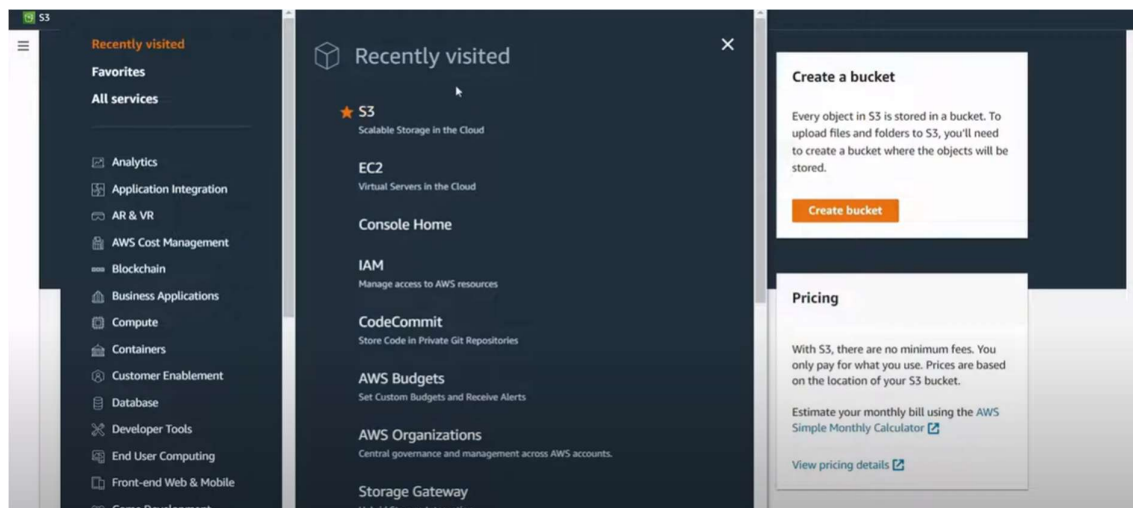 S3
Recently visited
Favorites
All services
Analytics
Application Integration
AR & VR
AWS Cost Management
Blockchain
Business Applications
Compute
Containers
Customer Enablement
Database
Developer Tools
End User Computing
Front-end Web & Mobile
Game Development
Recently visited
S3
Scalable Storage in the Cloud
EC2
Virtual Servers in the Cloud
Console Home
IAM
Manage access to AWS resources
CodeCommit
Store Code in Private Git Repositories
AWS Budgets
Set Custom Budgets and Receive Alerts
AWS Organizations
Central governance and management across AWS accounts.
Storage Gateway
Create a bucket
Every object in S3 is stored in a bucket. To
upload files and folders to S3, you'll need
to create a bucket where the objects will be
stored.
Create bucket
Pricing
With S3, there are no minimum fees. You
only pay for what you use. Prices are based
on the location of your S3 bucket.
Estimate your monthly bill using the AWS
Simple Monthly Calculator
View pricing details